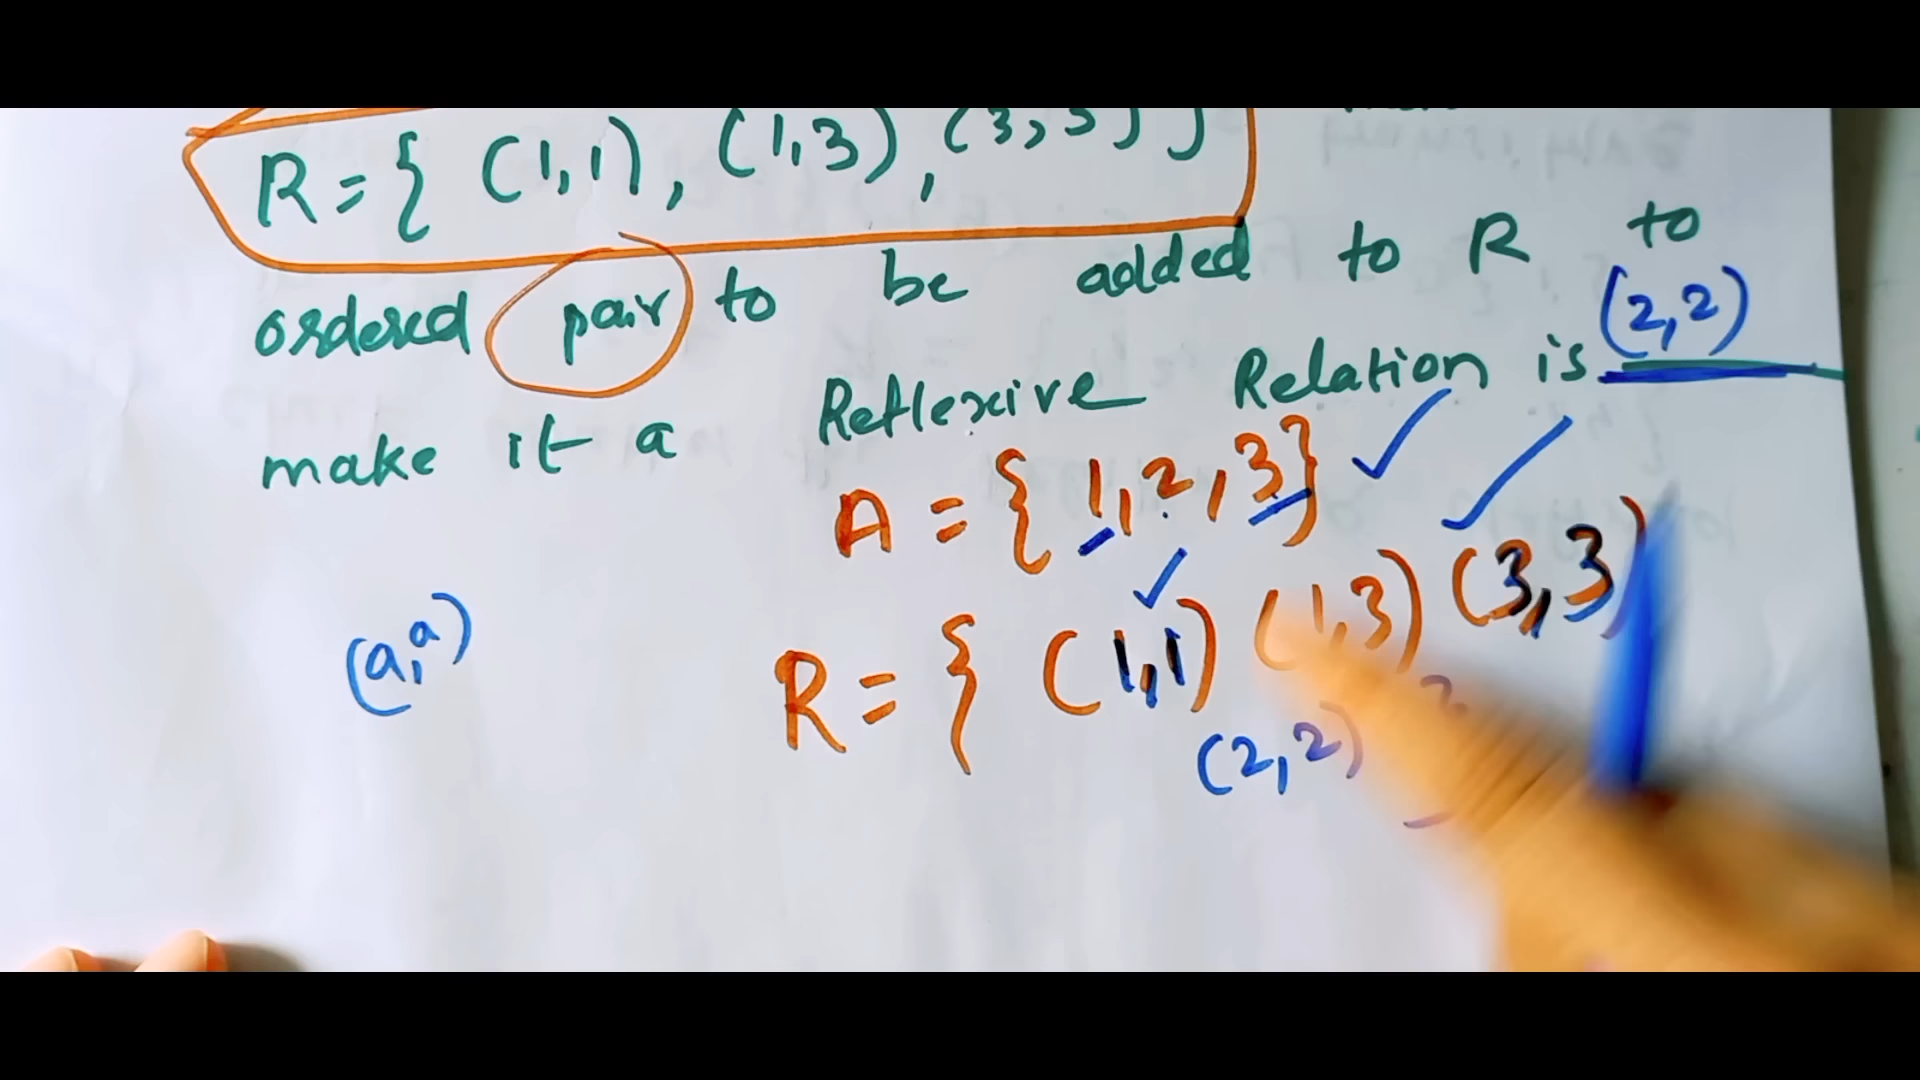 R = { (1,1), (1,3), (3,3) }
ordered pair to be added to R to
make it a Reflexive Relation is (2,2)
A = { 1, 2, 3 }
R = { (1,1) (1,3) (3,3)
(a,a)
(2,2) }